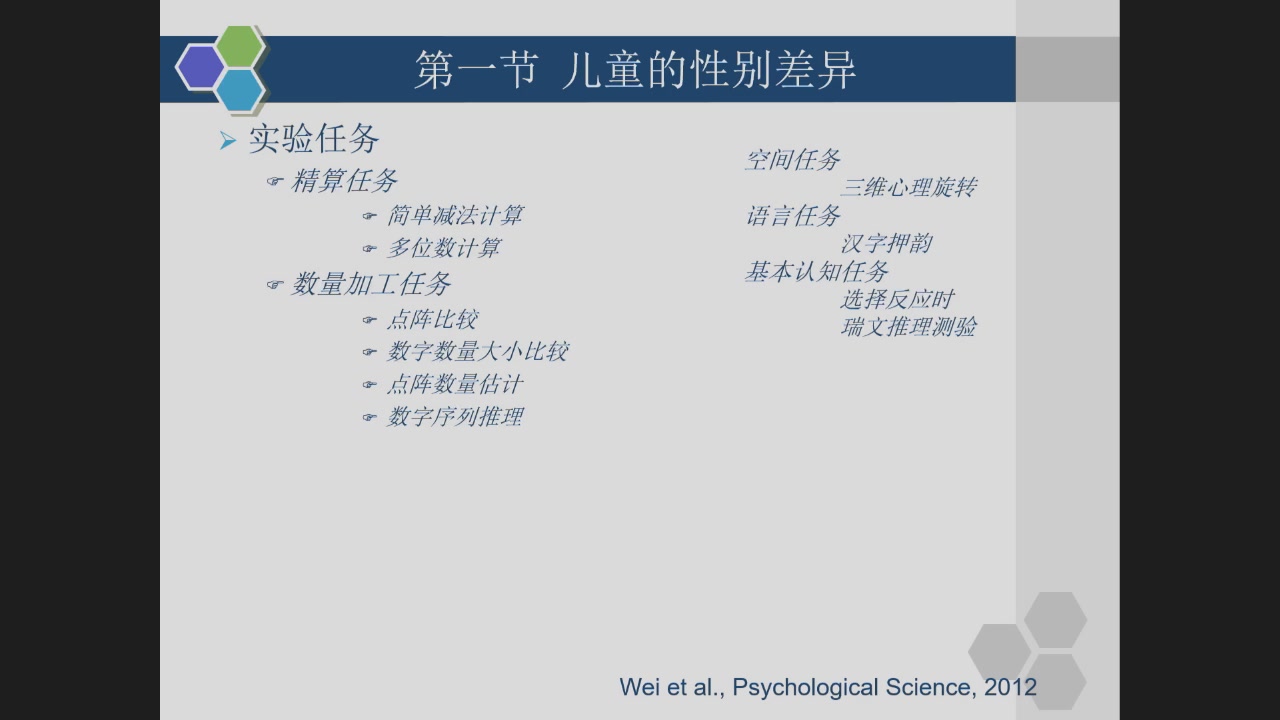 第一节 儿童的性别差异
实验任务
精算任务
简单减法计算
多位数计算
数量加工任务
点阵比较
数字数量大小比较
点阵数量估计
数字序列推理
空间任务
三维心理旋转
语言任务
汉字押韵
基本认知任务
选择反应时
瑞文推理测验
Wei et al., Psychological Science, 2012